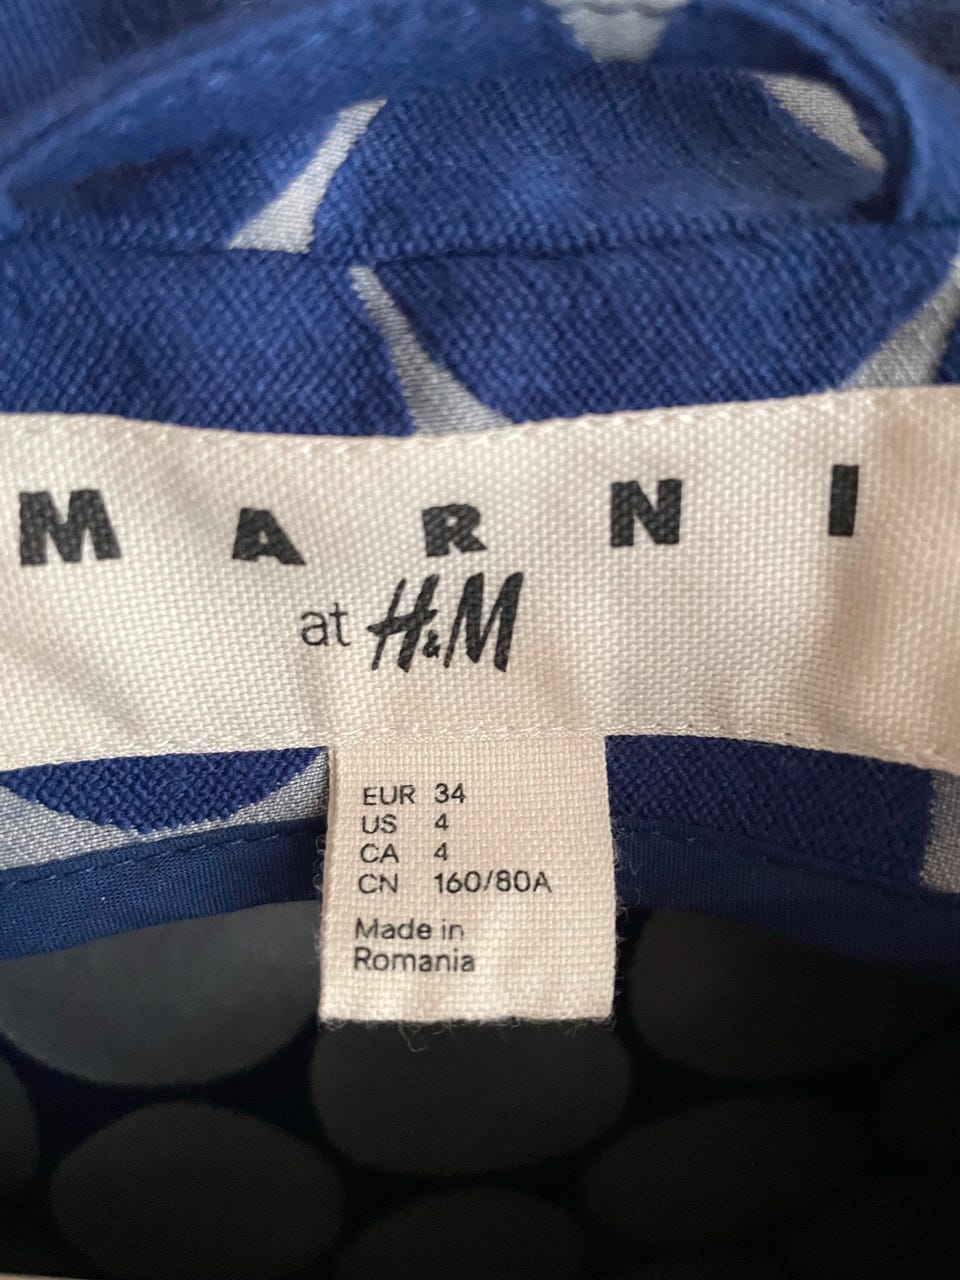 MARNI
at H&M
EUR 34
US 4
CA 4
CN 160/80A
Made in
Romania